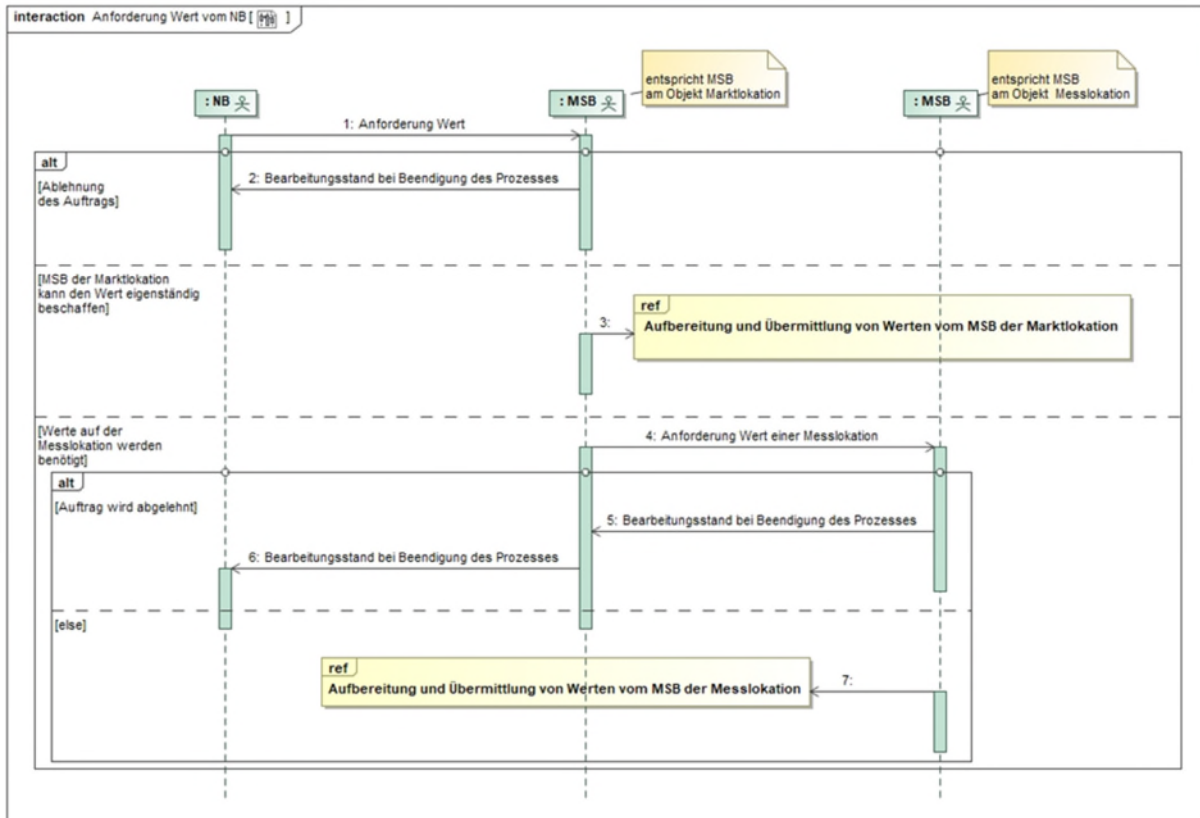 interaction Anforderung Wert vom NB [ ]
entspricht MSB
am Objekt Marktlokation
entspricht MSB
am Objekt Messlokation
: NB
: MSB
: MSB
1: Anforderung Wert
alt
[Ablehnung
des Auftrags]
2: Bearbeitungsstand bei Beendigung des Prozesses
[MSB der Marktlokation
kann den Wert eigenständig
beschaffen]
3:
ref
Aufbereitung und Übermittlung von Werten vom MSB der Marktlokation
[Werte auf der
Messlokation werden
benötigt]
4: Anforderung Wert einer Messlokation
alt
[Auftrag wird abgelehnt]
5: Bearbeitungsstand bei Beendigung des Prozesses
6: Bearbeitungsstand bei Beendigung des Prozesses
[else]
ref
Aufbereitung und Übermittlung von Werten vom MSB der Messlokation
7: